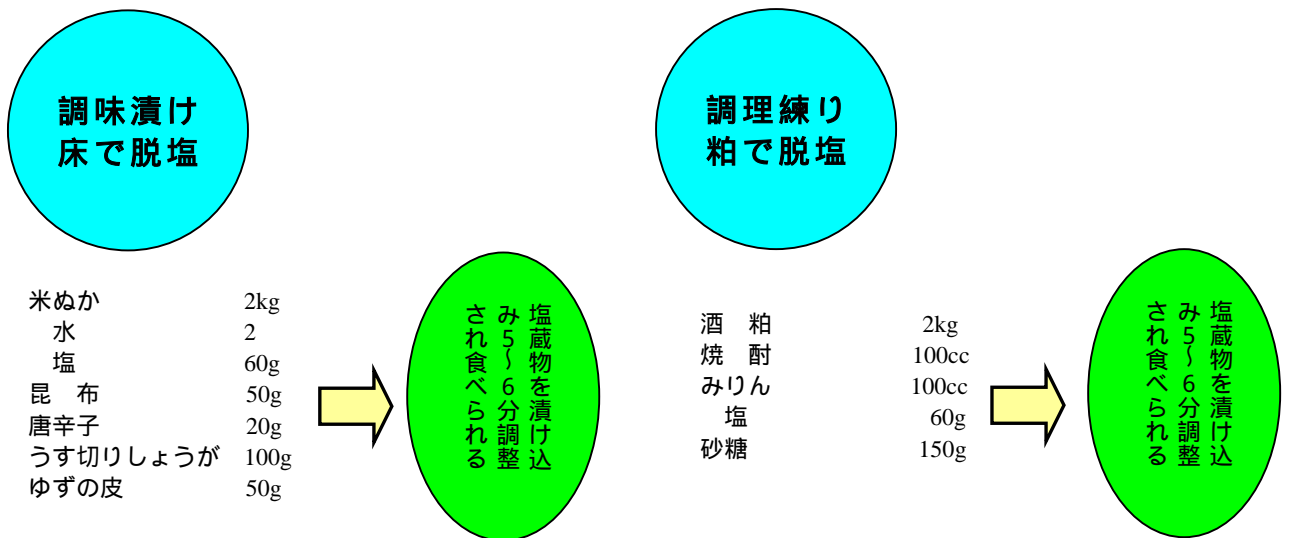 調味漬け
床で脱塩
米ぬか 2kg
水 2
塩 60g
昆 布 50g
唐辛子 20g
うす切りしょうが 100g
ゆずの皮 50g
塩蔵物を漬け込
み5~6分調整
され食べられる
調理練り
粕で脱塩
酒 粕 2kg
焼 酎 100cc
みりん 100cc
塩 60g
砂糖 150g
塩蔵物を漬け込
み5~6分調整
され食べられる